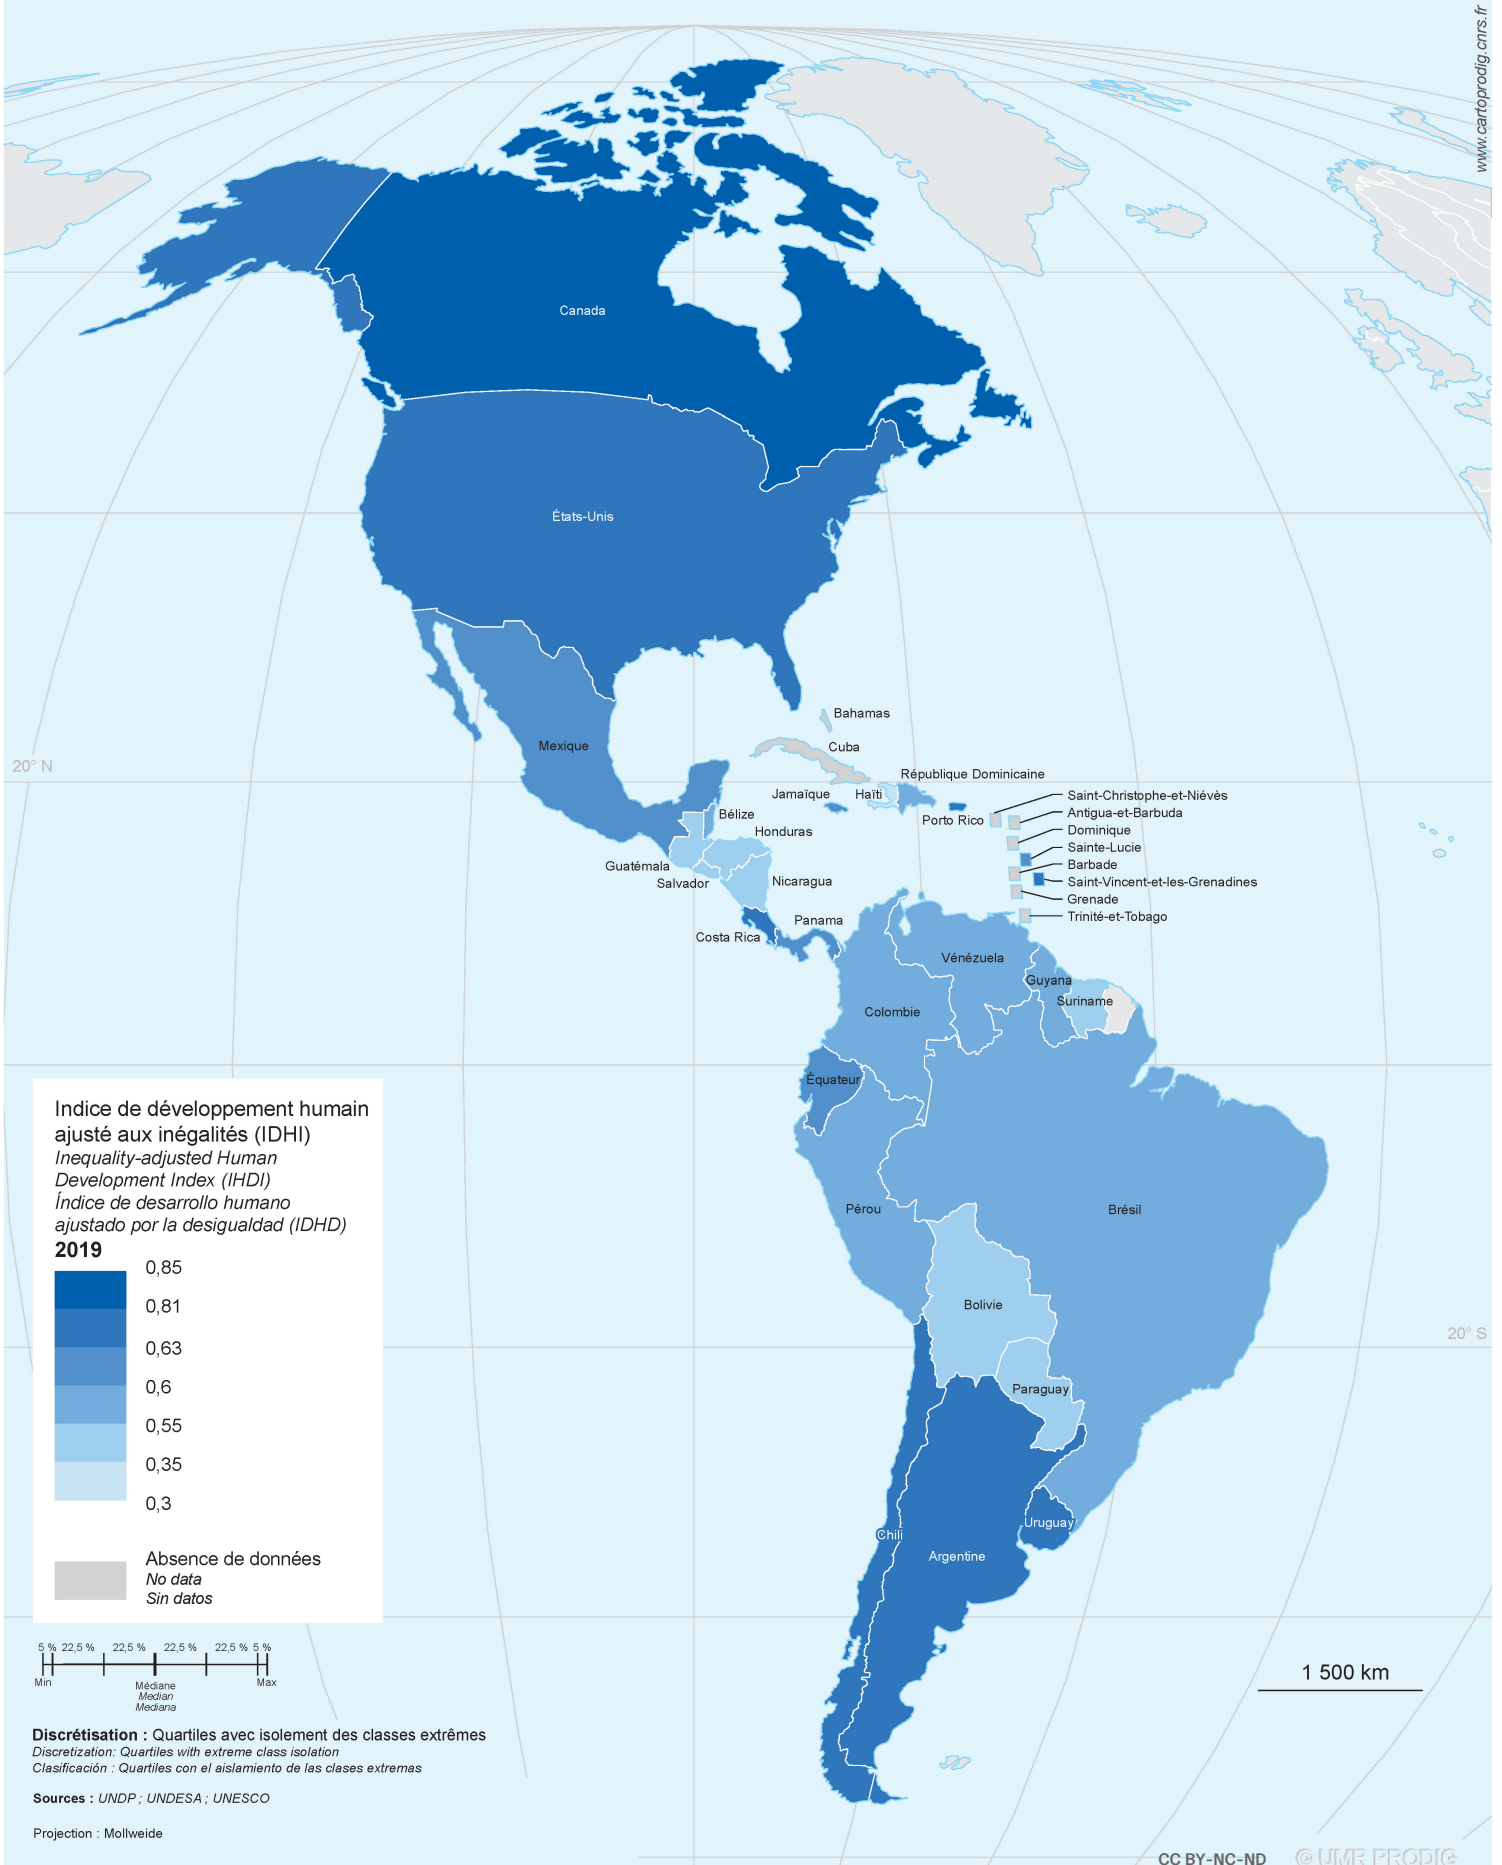 www.cartoprodig.cnrs.fr
Canada
États-Unis
Bahamas
Mexique
Cuba
20° N
République Dominicaine
Jamaïque
Haïti
Saint-Christophe-et-Niévès
Bélize
Porto Rico
Antigua-et-Barbuda
Honduras
Dominique
Sainte-Lucie
Guatémala
Barbade
Salvador
Nicaragua
Saint-Vincent-et-les-Grenadines
Grenade
Panama
Trinité-et-Tobago
Costa Rica
Vénézuela
Guyana
Suriname
Colombie
Équateur
Pérou
Brésil
Bolivie
20° S
Paraguay
Uruguay
Chili
Argentine
Indice de développement humain
ajusté aux inégalités (IDHI)
Inequality-adjusted Human
Development Index (IHDI)
Índice de desarrollo humano
ajustado por la desigualdad (IDHD)
2019
0,85
0,81
0,63
0,6
0,55
0,35
0,3
Absence de données
No data
Sin datos
5 % 22,5 % 22,5 % 22,5 % 22,5 % 5 %
Min Max
Médiane
Median
Mediana
1 500 km
Discrétisation : Quartiles avec isolement des classes extrêmes
Discretization: Quartiles with extreme class isolation
Clasificación : Quartiles con el aislamiento de las clases extremas
Sources : UNDP ; UNDESA ; UNESCO
Projection : Mollweide
CC BY-NC-ND © UMR PRODIG